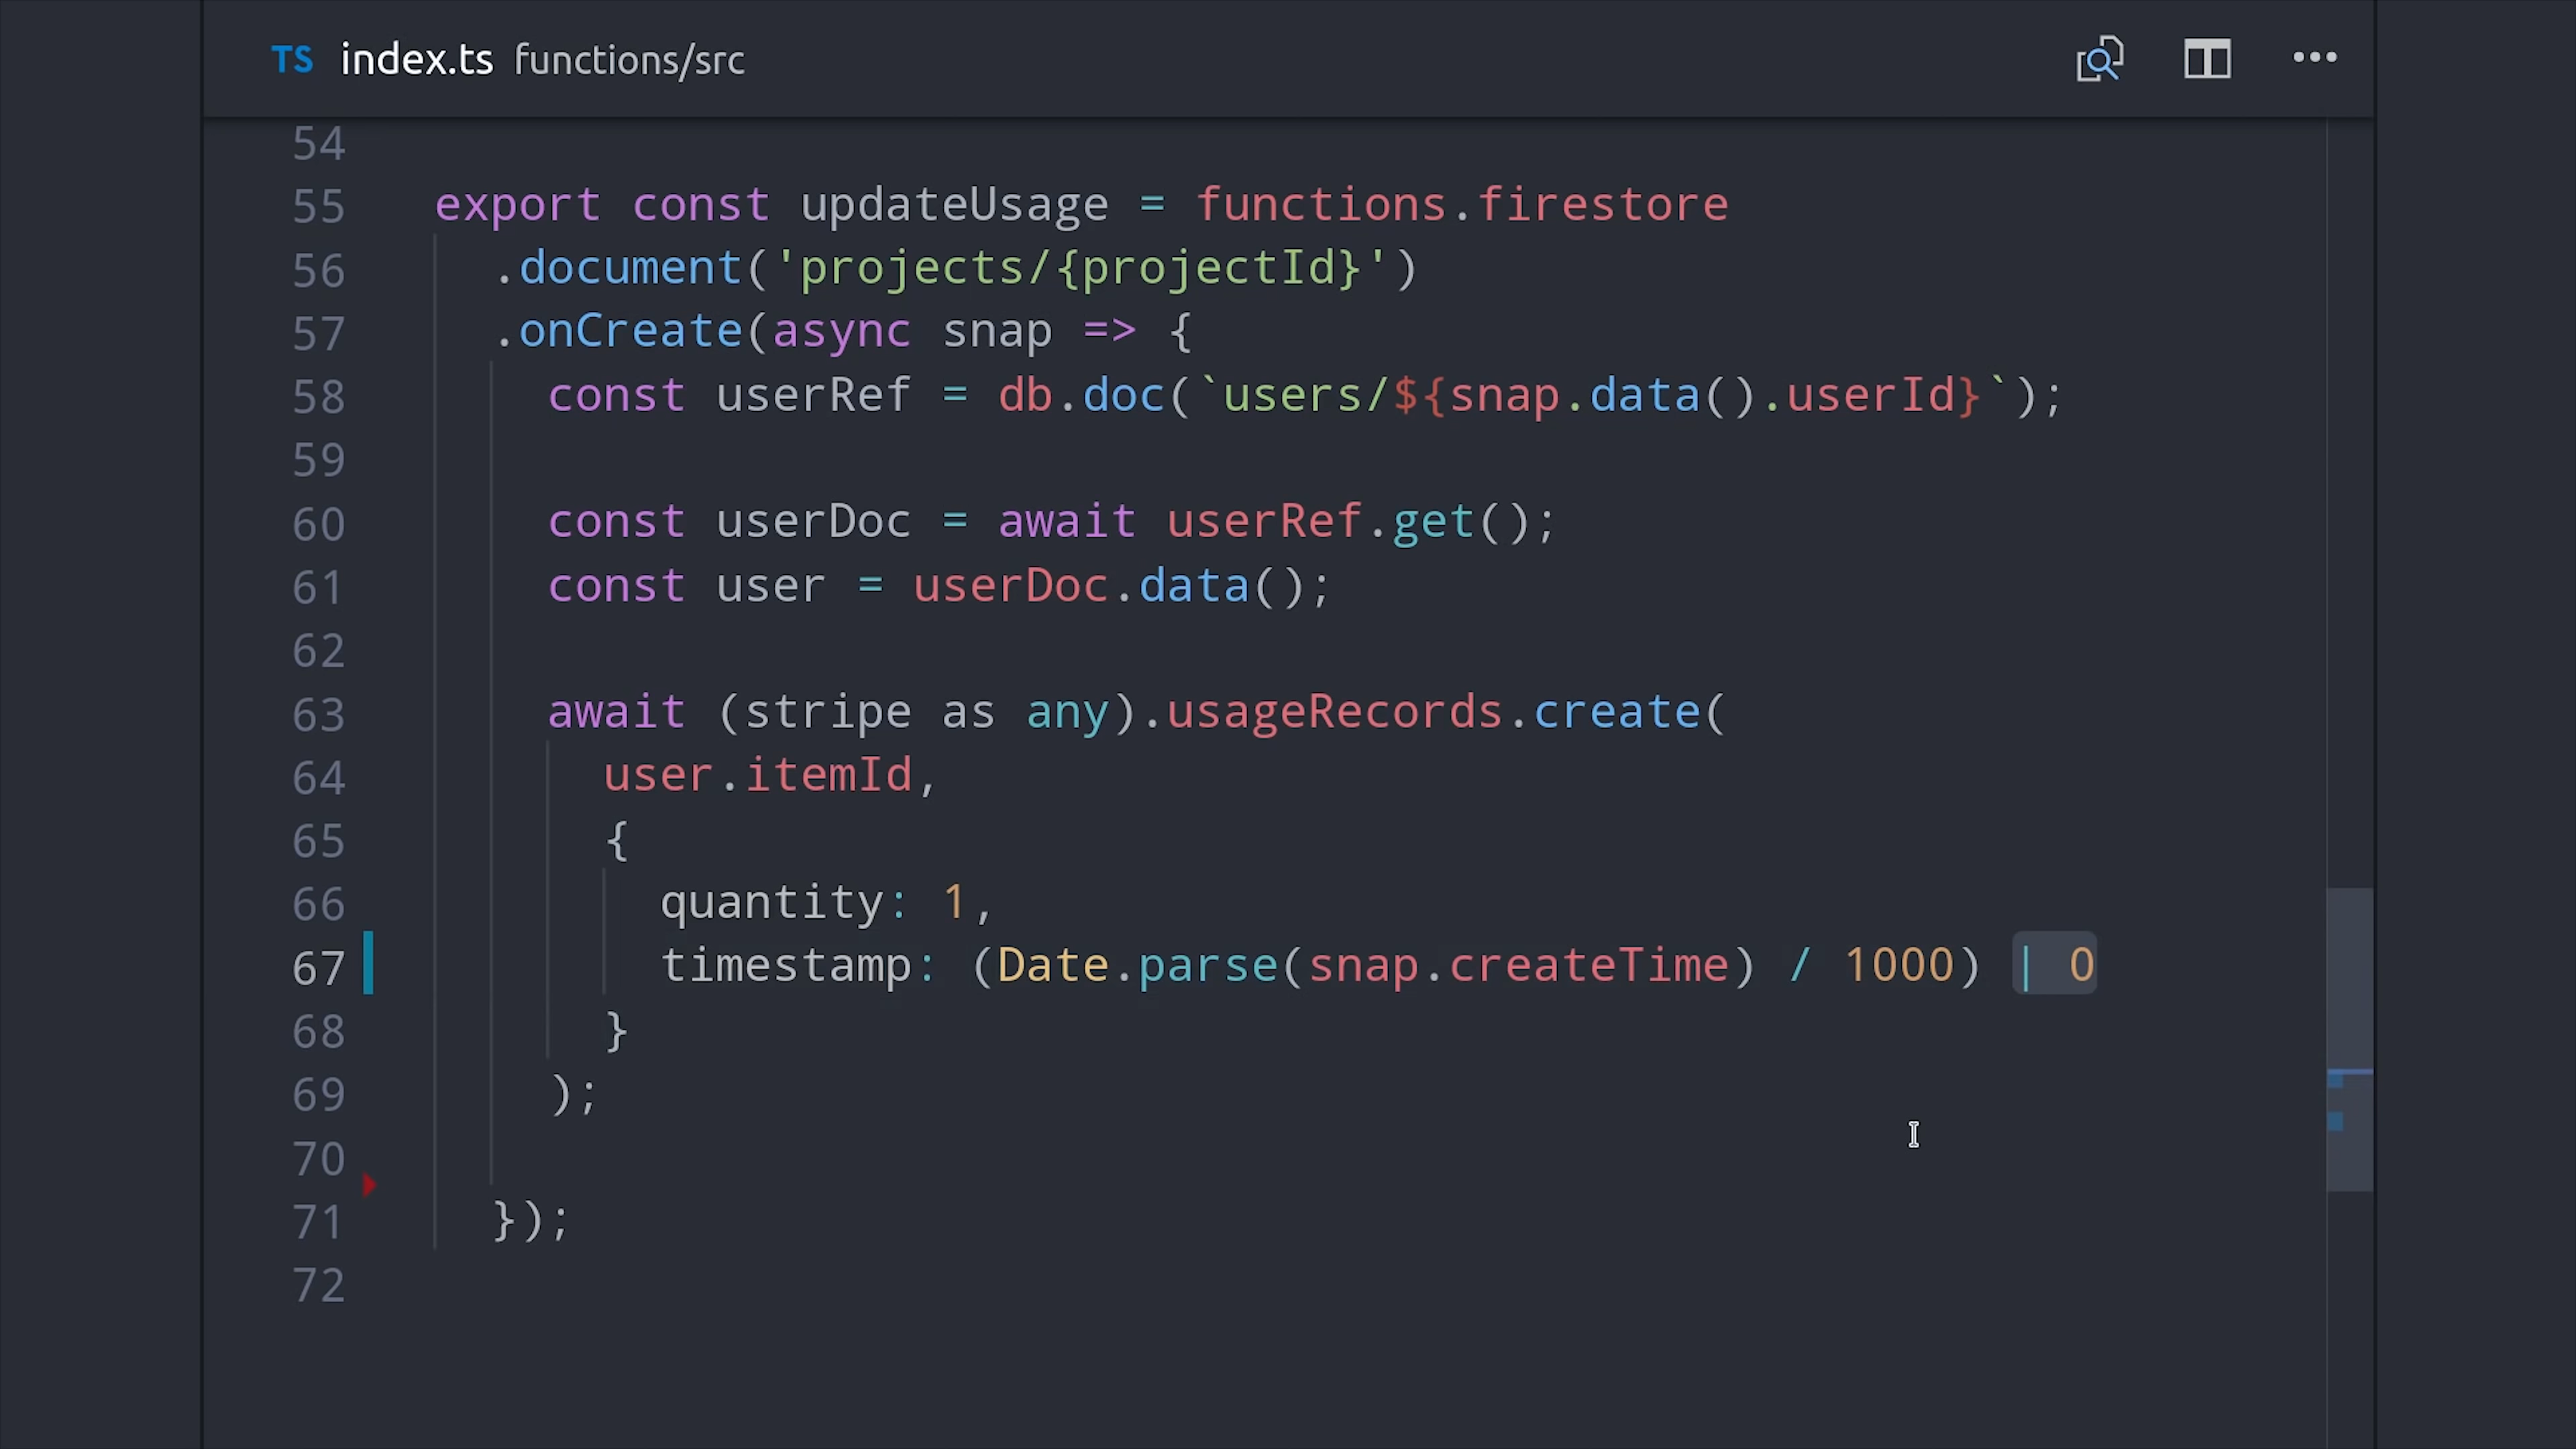 TS index.ts functions/src
54
55 export const updateUsage = functions.firestore
56 .document('projects/{projectId}')
57 .onCreate(async snap => {
58 const userRef = db.doc(`users/${snap.data().userId}`);
59
60 const userDoc = await userRef.get();
61 const user = userDoc.data();
62
63 await (stripe as any).usageRecords.create(
64 user.itemId,
65 {
66 quantity: 1,
67 timestamp: (Date.parse(snap.createTime) / 1000) | 0
68 }
69 );
70
71 });
72